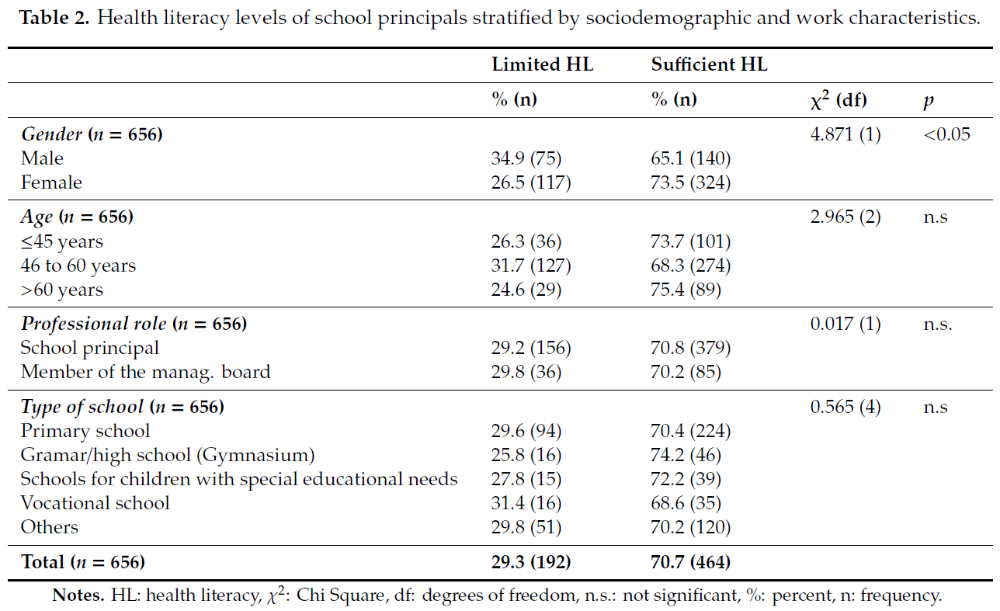 Table 2. Health literacy levels of school principals stratified by sociodemographic and work characteristics.
Limited HL Sufficient HL
% (n) % (n) χ2 (df) p
Gender (n = 656) 4.871 (1) <0.05
Male 34.9 (75) 65.1 (140)
Female 26.5 (117) 73.5 (324)
Age (n = 656) 2.965 (2) n.s
≤45 years 26.3 (36) 73.7 (101)
46 to 60 years 31.7 (127) 68.3 (274)
>60 years 24.6 (29) 75.4 (89)
Professional role (n = 656) 0.017 (1) n.s.
School principal 29.2 (156) 70.8 (379)
Member of the manag. board 29.8 (36) 70.2 (85)
Type of school (n = 656) 0.565 (4) n.s
Primary school 29.6 (94) 70.4 (224)
Gramar/high school (Gymnasium) 25.8 (16) 74.2 (46)
Schools for children with special educational needs 27.8 (15) 72.2 (39)
Vocational school 31.4 (16) 68.6 (35)
Others 29.8 (51) 70.2 (120)
Total (n = 656) 29.3 (192) 70.7 (464)
Notes. HL: health literacy, χ2: Chi Square, df: degrees of freedom, n.s.: not significant, %: percent, n: frequency.